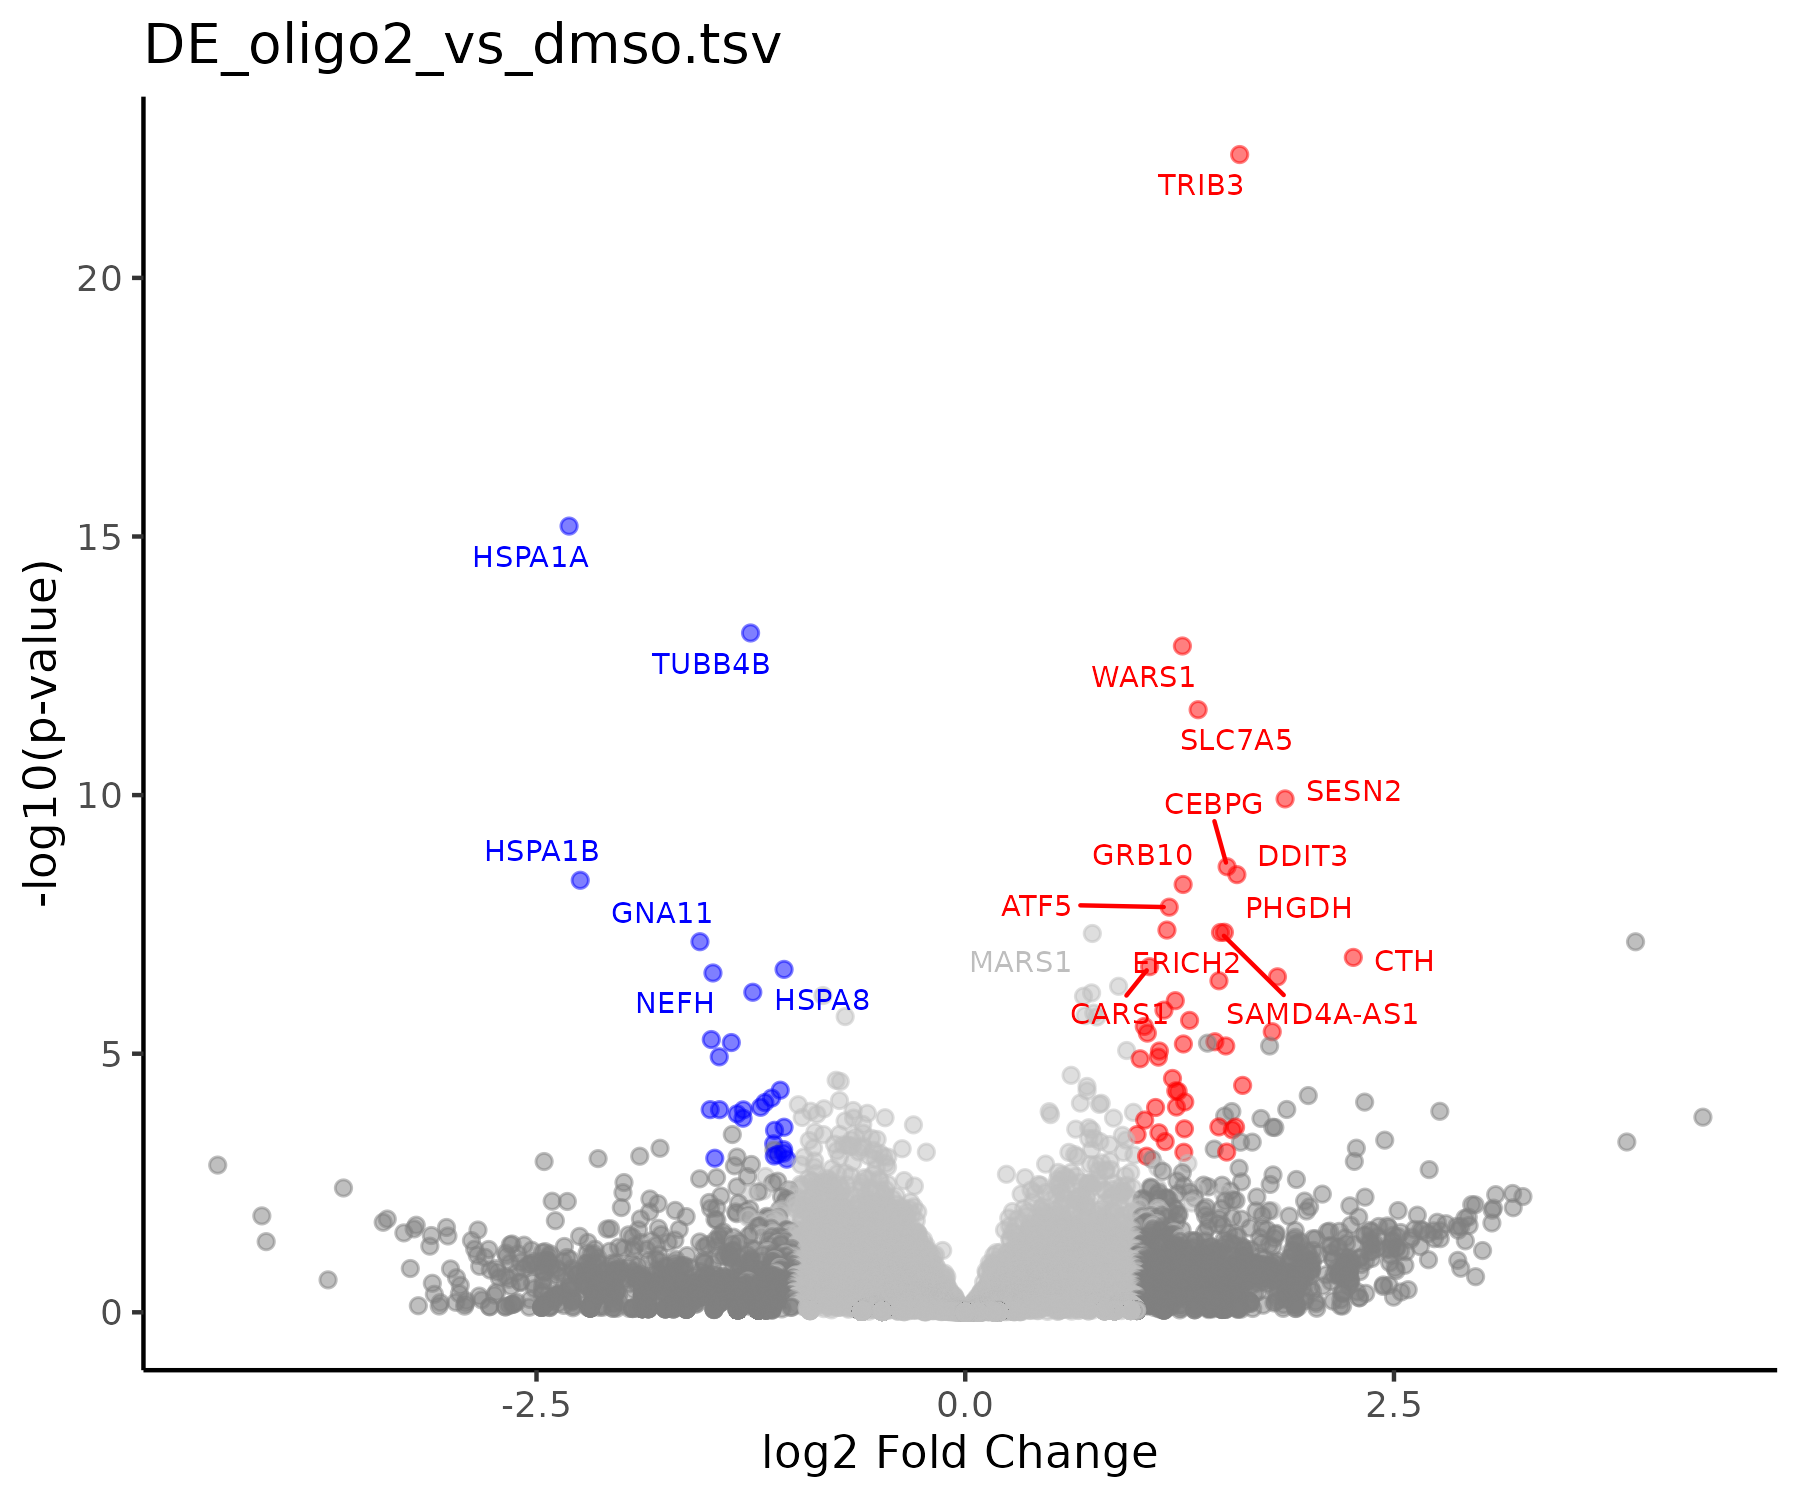 DE_oligo2_vs_dmso.tsv
TRIB3
20
HSPA1A
15
TUBB4B
WARS1
SLC7A5
SESN2
10
CEBPG
HSPA1B
GRB10
DDIT3
ATF5
PHGDH
GNA11
MARS1
ERICH2
CTH
NEFH
HSPA8
CARS1
SAMD4A-AS1
5
0
-log10(p-value)
-2.5
0.0
2.5
log2 Fold Change